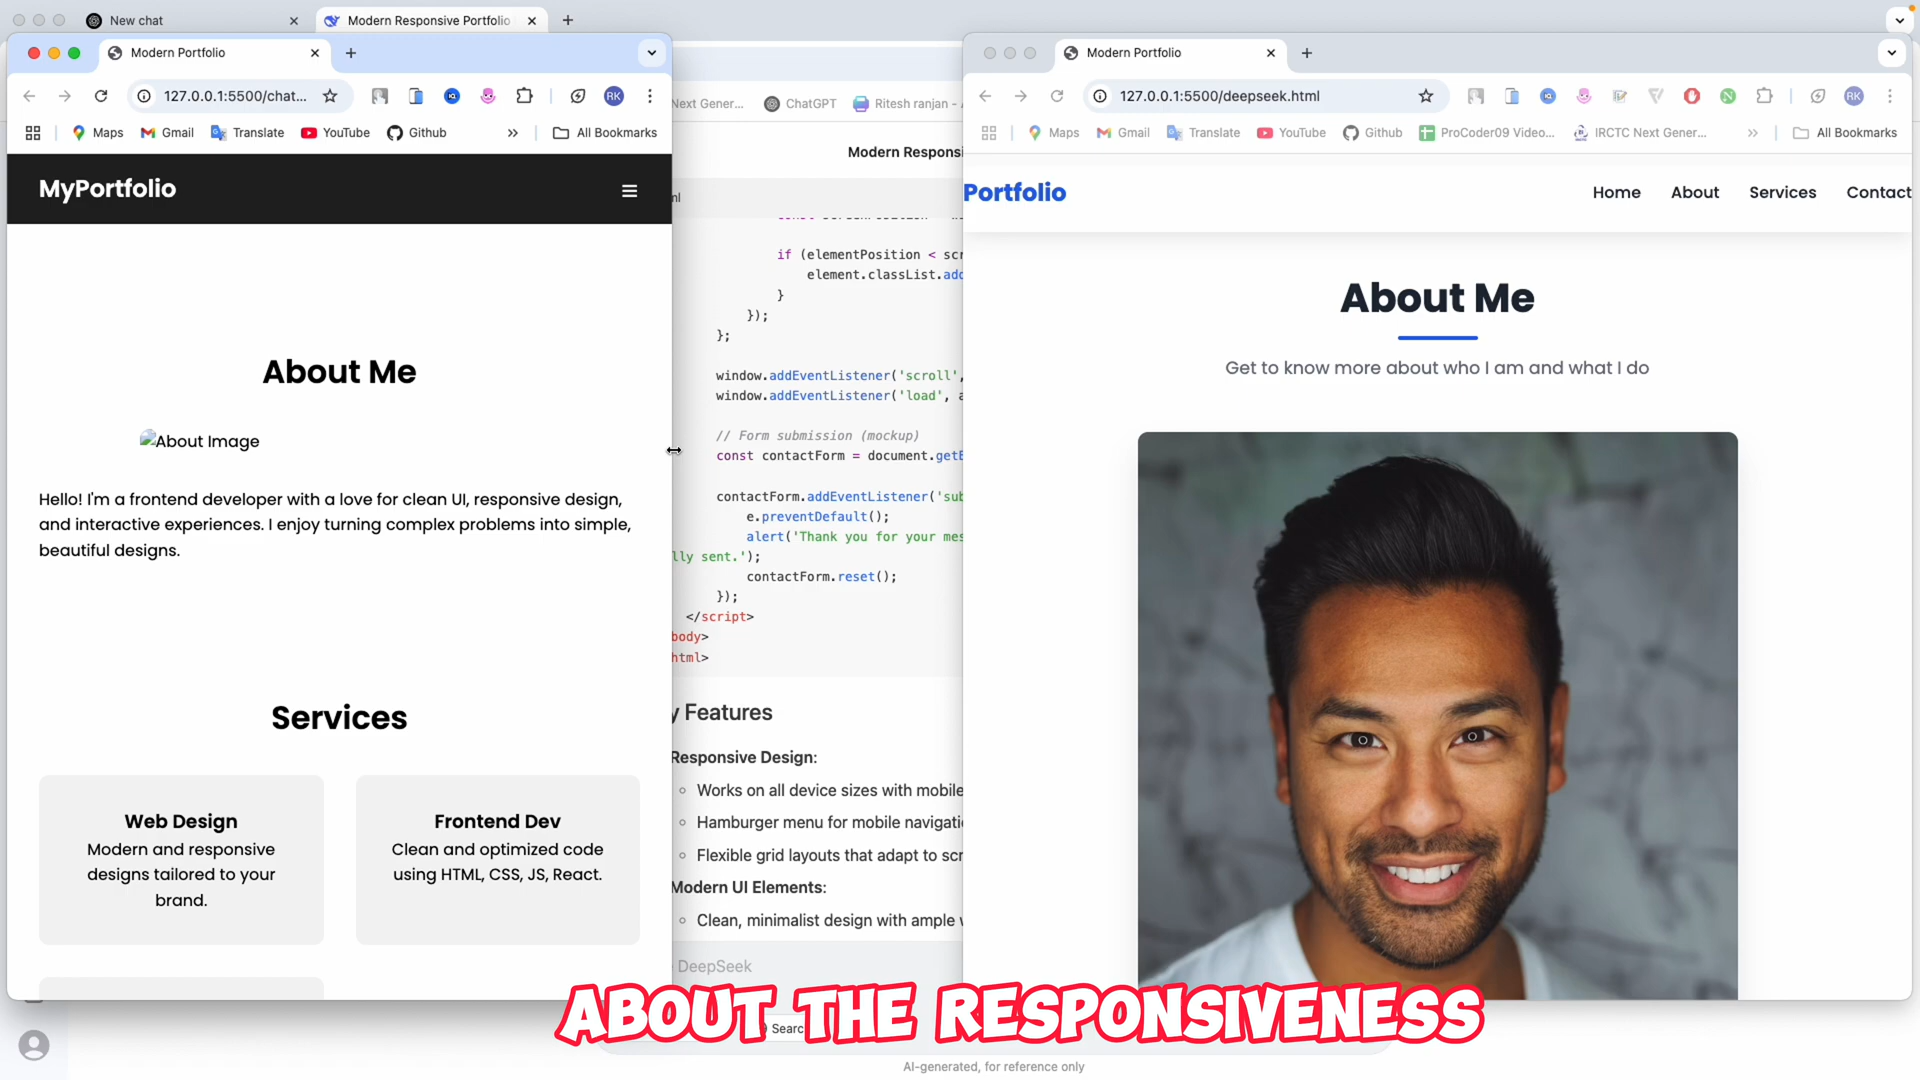 New chat
Modern Responsive Portfolio
Modern Portfolio
127.0.0.1:5500/chat...
RK
Maps
Gmail
Translate
YouTube
Github
»
All Bookmarks
MyPortfolio
About Me
About Image
Hello! I'm a frontend developer with a love for clean UI, responsive design,
and interactive experiences. I enjoy turning complex problems into simple,
beautiful designs.
Services
Web Design
Modern and responsive
designs tailored to your
brand.
Frontend Dev
Clean and optimized code
using HTML, CSS, JS, React.
Next Gener...
ChatGPT
Ritesh ranjan -
Modern Responsi
ml
if (elementPosition < scr
element.classList.add
}
});
};
window.addEventListener('scroll',
window.addEventListener('load', a
// Form submission (mockup)
const contactForm = document.getE
contactForm.addEventListener('sub
e.preventDefault();
alert('Thank you for your mes
lly sent.');
contactForm.reset();
});
</script>
body>
html>
y Features
Responsive Design:
Works on all device sizes with mobile
Hamburger menu for mobile navigati
Flexible grid layouts that adapt to scr
Modern UI Elements:
Clean, minimalist design with ample
DeepSeek
Searc
AI-generated, for reference only
Modern Portfolio
127.0.0.1:5500/deepseek.html
RK
Maps
Gmail
Translate
YouTube
Github
ProCoder09 Video...
IRCTC Next Gener...
»
All Bookmarks
Portfolio
Home
About
Services
Contact
About Me
Get to know more about who I am and what I do
ABOUT THE RESPONSIVENESS